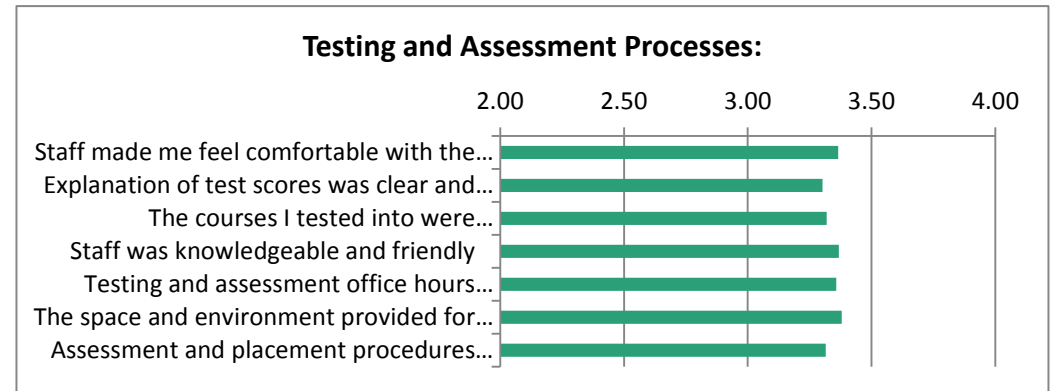 Testing and Assessment Processes:
2.00 2.50 3.00 3.50 4.00
Staff made me feel comfortable with the...
Explanation of test scores was clear and...
The courses I tested into were...
Staff was knowledgeable and friendly
Testing and assessment office hours...
The space and environment provided for...
Assessment and placement procedures...